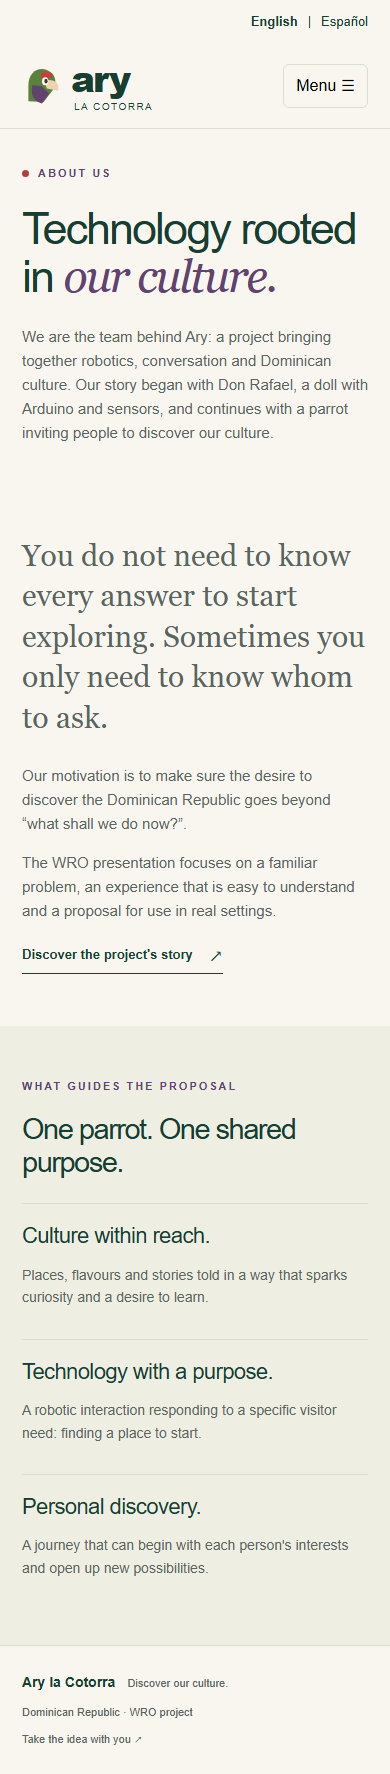 English | Español
ary
LA COTORRA
Menu ☰
ABOUT US
Technology rooted
in our culture.
We are the team behind Ary: a project bringing
together robotics, conversation and Dominican
culture. Our story began with Don Rafael, a doll with
Arduino and sensors, and continues with a parrot
inviting people to discover our culture.
You do not need to know
every answer to start
exploring. Sometimes you
only need to know whom
to ask.
Our motivation is to make sure the desire to
discover the Dominican Republic goes beyond
“what shall we do now?”.
The WRO presentation focuses on a familiar
problem, an experience that is easy to understand
and a proposal for use in real settings.
Discover the project's story ↗
WHAT GUIDES THE PROPOSAL
One parrot. One shared
purpose.
Culture within reach.
Places, flavours and stories told in a way that sparks
curiosity and a desire to learn.
Technology with a purpose.
A robotic interaction responding to a specific visitor
need: finding a place to start.
Personal discovery.
A journey that can begin with each person's interests
and open up new possibilities.
Ary la Cotorra Discover our culture.
Dominican Republic · WRO project
Take the idea with you ↗